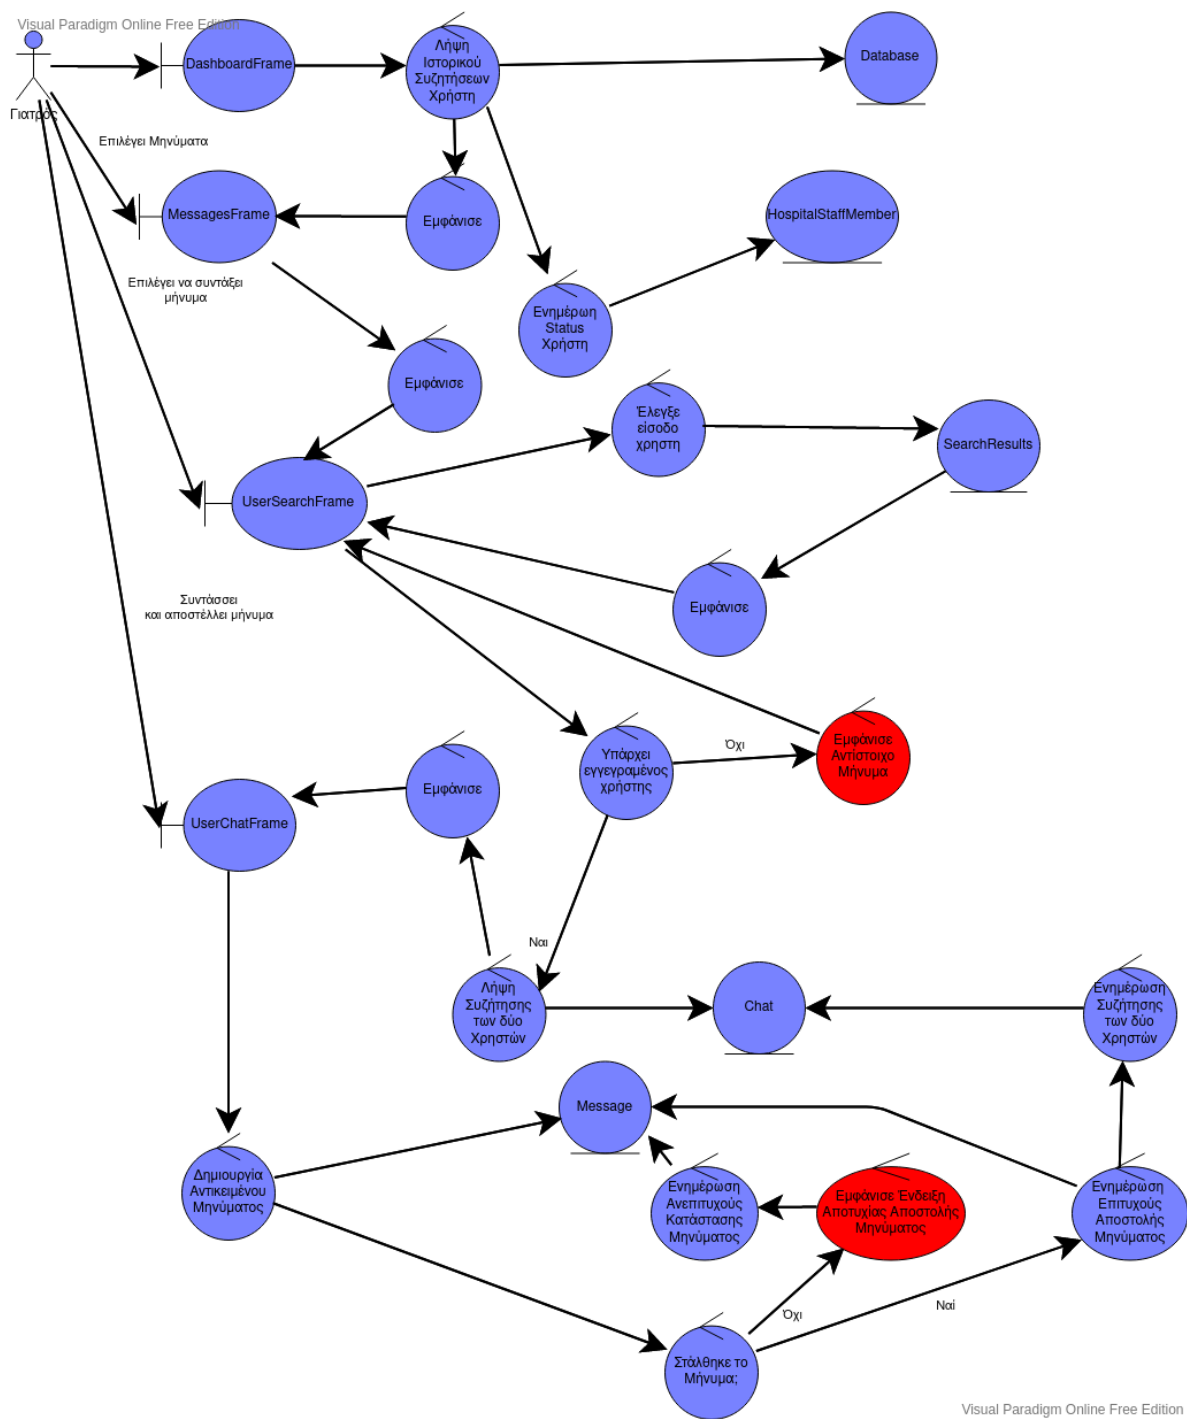 Visual Paradigm Online Free Edition
Γιατρός
DashboardFrame
Λήψη
Ιστορικού
Συζητήσεων
Χρήστη
Database
Επιλέγει Μηνύματα
MessagesFrame
Εμφάνισε
HospitalStaffMember
Επιλέγει να συντάξει
μήνυμα
Ενημέρωη
Status
Χρήστη
Εμφάνισε
Έλεγξε
είσοδο
χρηστη
SearchResults
UserSearchFrame
Συντάσσει
και αποστέλλει μήνυμα
Εμφάνισε
Υπάρχει
εγγεγραμένος
χρήστης
Όχι
Εμφάνισε
Αντίστοιχο
Μήνυμα
Εμφάνισε
UserChatFrame
Ναι
Λήψη
Συζήτησης
των δύο
Χρηστών
Chat
Ενημέρωση
Συζήτησης
των δύο
Χρηστών
Message
Δημιουργία
Αντικειμένου
Μηνύματος
Ενημέρωση
Ανεπιτυχούς
Κατάστασης
Μηνύματος
Εμφάνισε Ένδειξη
Αποτυχίας Αποστολής
Μηνύματος
Ενημέρωση
Επιτυχούς
Αποστολής
Μηνύματος
Όχι
Ναί
Στάλθηκε το
Μήνυμα;
Visual Paradigm Online Free Edition